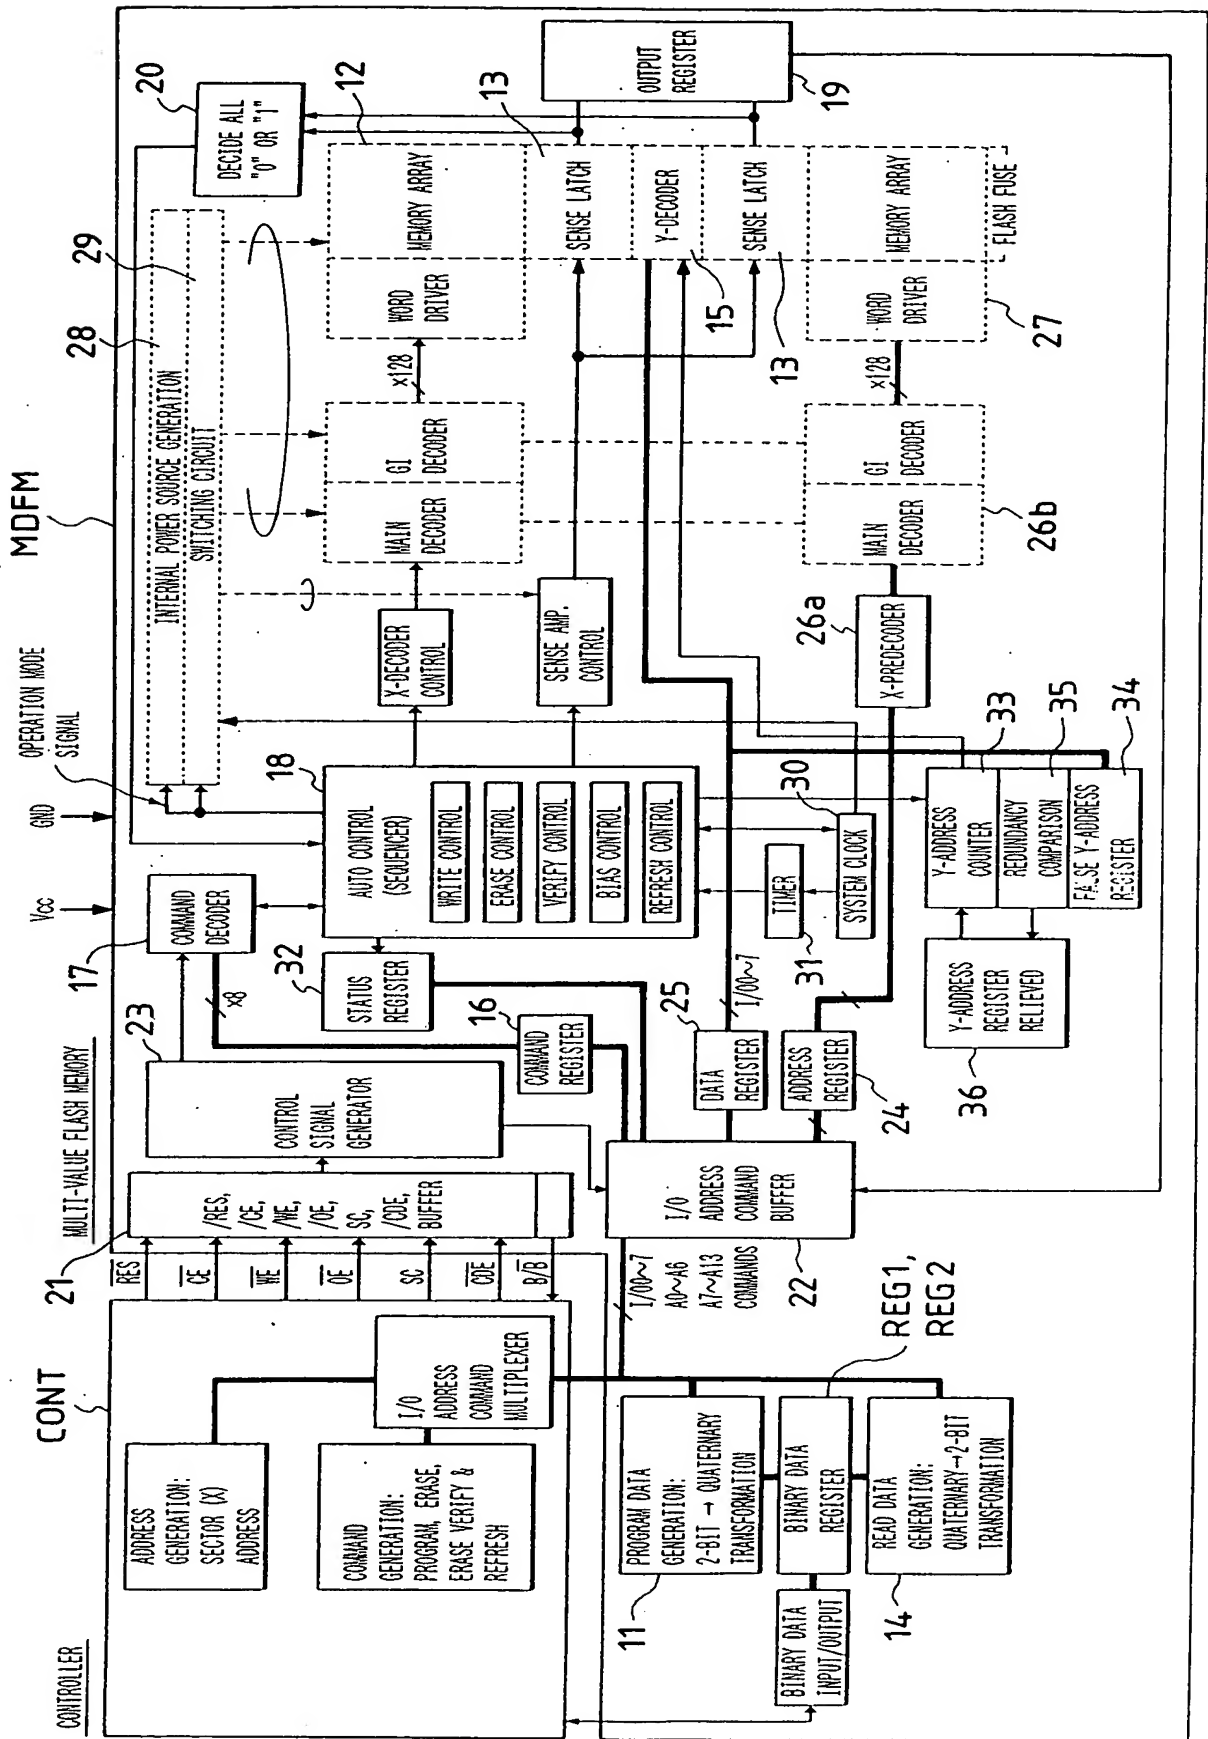 CONTROLLER
CONT
ADDRESS
GENERATION:
SECTOR (X)
ADDRESS
COMMAND
GENERATION:
PROGRAM, ERASE,
ERASE VERIFY &
REFRESH
I/O
ADDRESS
COMMAND
MULTIPLEXER
RES
CE
WE
OE
SC
CDE
B/B
21
MULTI-VALUE FLASH MEMORY
/RES,
/CE,
/WE,
/OE,
SC,
/CDE,
BUFFER
23
CONTROL
SIGNAL
GENERATOR
17
COMMAND
DECODER
×8
32
STATUS
REGISTER
16
COMMAND
REGISTER
Vcc
GND
OPERATION MODE
SIGNAL
MDFM
18
AUTO CONTROL
(SEQUENCER)
WRITE CONTROL
ERASE CONTROL
VERIFY CONTROL
BIAS CONTROL
REFRESH CONTROL
28
29
INTERNAL POWER SOURCE GENERATION
SWITCHING CIRCUIT
20
DECIDE ALL
"0" OR "1"
X-DECODER
CONTROL
SENSE AMP.
CONTROL
MAIN
DECODER
GI
DECODER
×128
WORD
DRIVER
12
MEMORY ARRAY
13
SENSE LATCH
Y-DECODER
15
SENSE LATCH
13
MEMORY ARRAY
FLASH FUSE
OUTPUT
REGISTER
19
WORD
DRIVER
27
×128
GI
DECODER
MAIN
DECODER
26b
26a
X-PREDECODER
TIMER
31
30
SYSTEM CLOCK
Y-ADDRESS
COUNTER
33
REDUNDANCY
COMPARISON
35
FALSE Y-ADDRESS
REGISTER
34
Y-ADDRESS
REGISTER
RELIEVED
36
I/O0~7
25
DATA
REGISTER
ADDRESS
REGISTER
24
I/O
ADDRESS
COMMAND
BUFFER
22
I/O0~7
A0~A6
A7~A13
COMMANDS
REG1,
REG2
PROGRAM DATA
GENERATION:
2-BIT → QUATERNARY
TRANSFORMATION
11
BINARY DATA
REGISTER
BINARY DATA
INPUT/OUTPUT
READ DATA
GENERATION:
QUATERNARY→2-BIT
TRANSFORMATION
14